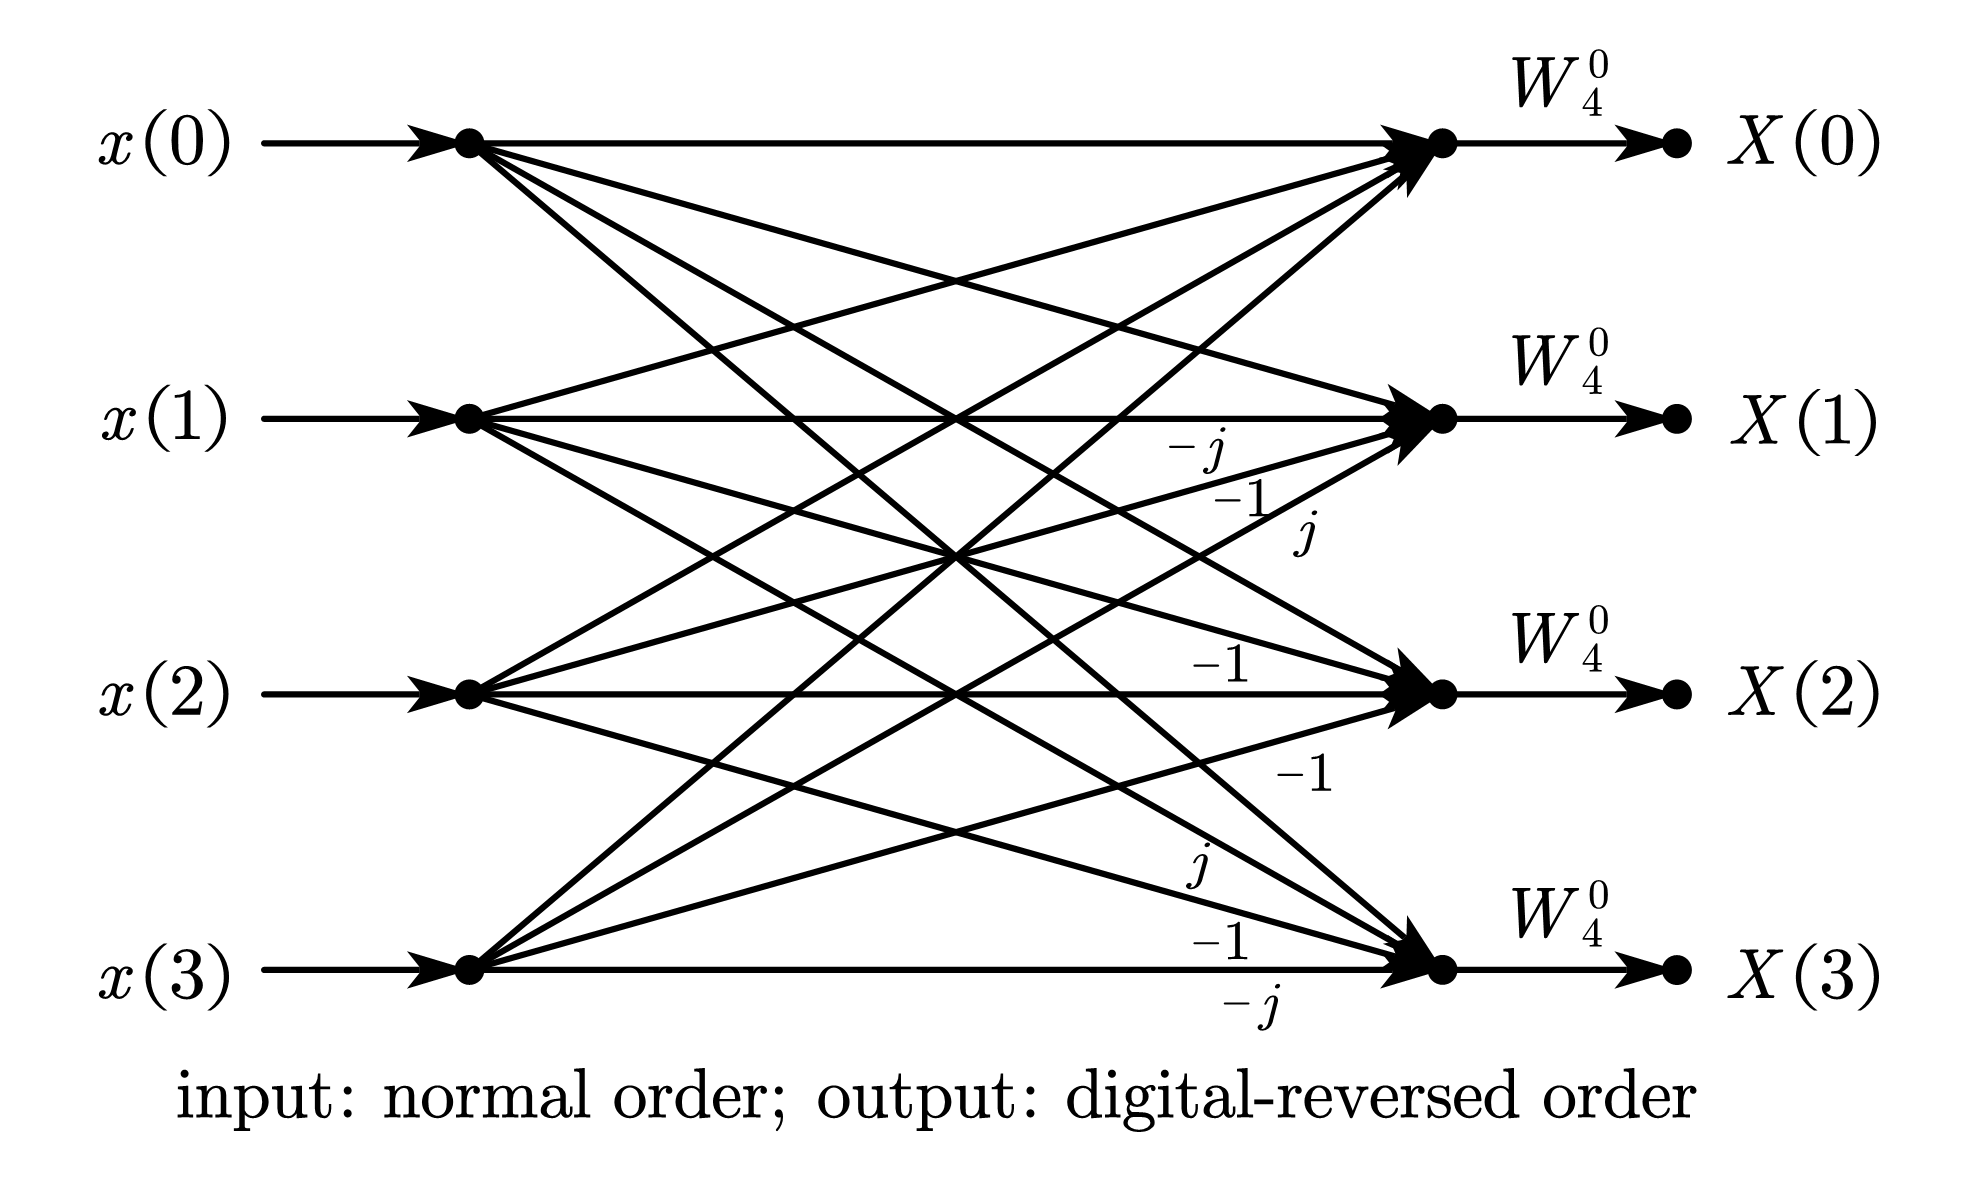 x(0) W_4^0 X(0)
x(1) W_4^0 X(1)
-j
-1
j
x(2) -1 W_4^0 X(2)
-1
j
x(3) -1 W_4^0 X(3)
-j
input: normal order; output: digital-reversed order